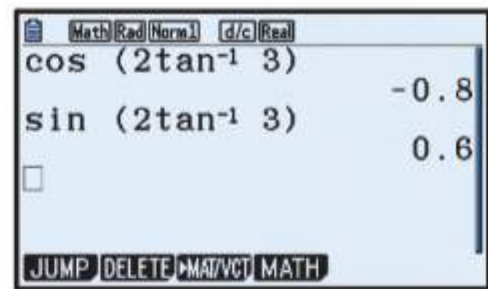 Math Rad Norm1 d/c Real
cos (2tan⁻¹ 3)
-0.8
sin (2tan⁻¹ 3)
0.6
JUMP DELETE ▶MAT/VCT MATH